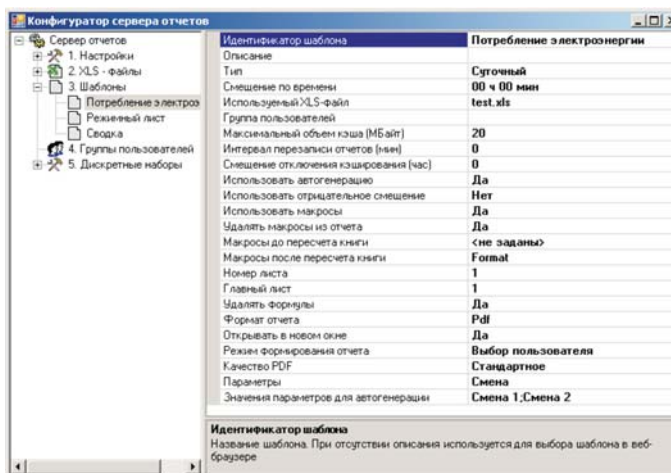 Конфигуратор сервера отчетов
Сервер отчетов
1. Настройки
2. XLS - файлы
3. Шаблоны
Потребление электроэ
Режимный лист
Сводка
4. Группы пользователей
5. Дискретные наборы
Идентификатор шаблона Потребление электроэнергии
Описание
Тип Суточный
Смещение по времени 00 ч 00 мин
Используемый XLS-файл test.xls
Группа пользователей
Максимальный объем кэша (МБайт) 20
Интервал перезаписи отчетов (мин) 0
Смещение отключения кэширования (час) 0
Использовать автогенерацию Да
Использовать отрицательное смещение Нет
Использовать макросы Да
Удалять макросы из отчета Да
Макросы до пересчета книги <не заданы>
Макросы после пересчета книги Format
Номер листа 1
Главный лист 1
Удалять формулы Да
Формат отчета Pdf
Открывать в новом окне Да
Режим формирования отчета Выбор пользователя
Качество PDF Стандартное
Параметры Смена
Значения параметров для автогенерации Смена 1;Смена 2
Идентификатор шаблона
Название шаблона. При отсутствии описания используется для выбора шаблона в веб-
браузере